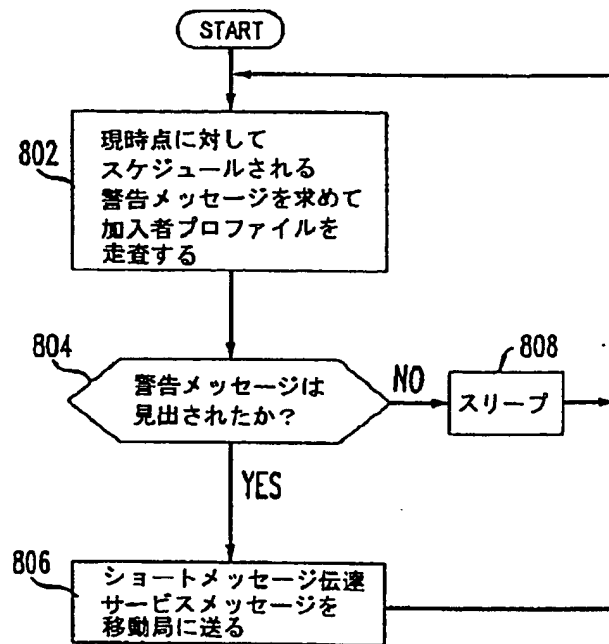 START
802
現時点に対して
スケジュールされる
警告メッセージを求めて
加入者プロファイルを
走査する
804
警告メッセージは
見出されたか？
NO
808
スリープ
YES
806
ショートメッセージ伝達
サービスメッセージを
移動局に送る